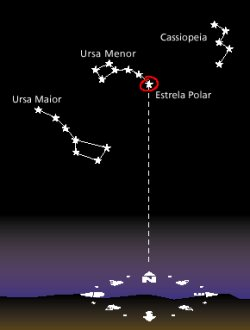 Cassiopeia
Ursa Menor
Estrela Polar
Ursa Maior
N